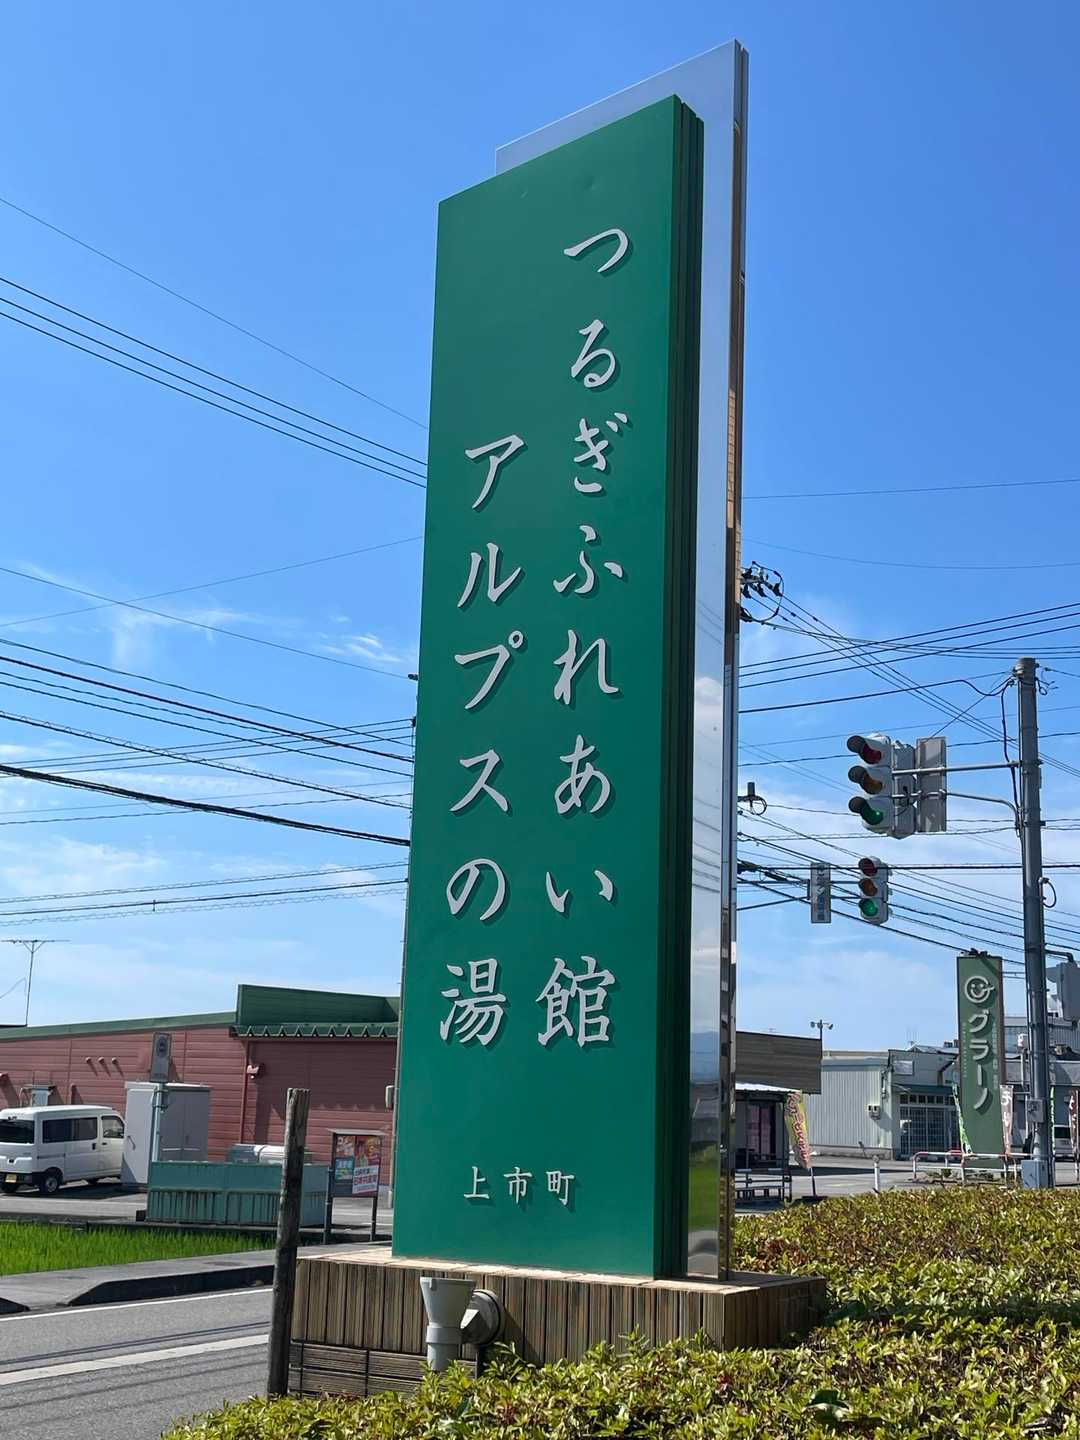 つるぎふれあい館
アルプスの湯
上市町
グラーノ